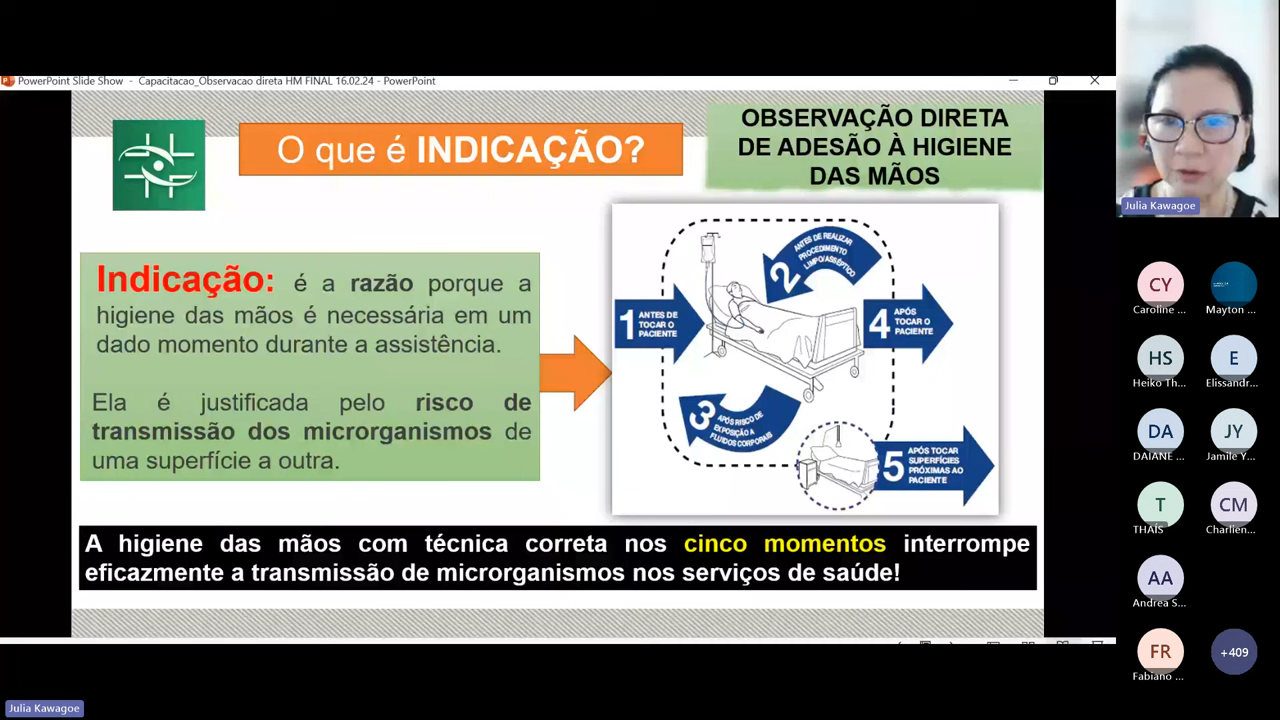 PowerPoint Slide Show - Capacitacao_Observacao direta HM FINAL 16.02.24 - PowerPoint
O que é INDICAÇÃO?
OBSERVAÇÃO DIRETA
DE ADESÃO À HIGIENE
DAS MÃOS
Indicação: é a razão porque a
higiene das mãos é necessária em um
dado momento durante a assistência.
Ela é justificada pelo risco de
transmissão dos microrganismos de
uma superfície a outra.
1 ANTES DE
TOCAR O
PACIENTE
2 ANTES DE REALIZAR
PROCEDIMENTO
LIMPO/ASSÉPTICO
3 APÓS RISCO DE
EXPOSIÇÃO A
FLUIDOS CORPORAIS
4 APÓS
TOCAR O
PACIENTE
5 APÓS TOCAR
SUPERFÍCIES
PRÓXIMAS AO
PACIENTE
A higiene das mãos com técnica correta nos cinco momentos interrompe
eficazmente a transmissão de microrganismos nos serviços de saúde!
Julia Kawagoe
CY
Caroline ...
Mayton ...
HS
Heiko Th...
E
Elissandr...
DA
DAIANE ...
JY
Jamile Y...
T
THAÍS
CM
Charlien...
AA
Andrea S...
FR
Fabiano ...
+409
Julia Kawagoe